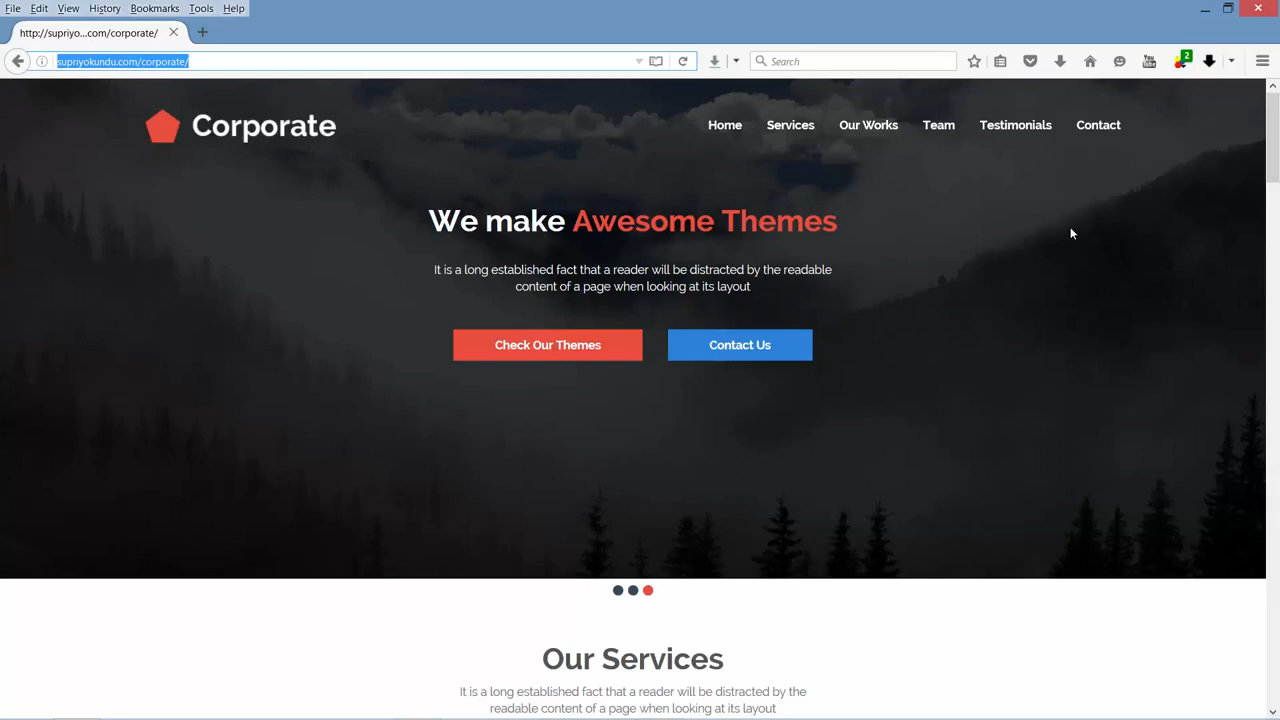 File Edit View History Bookmarks Tools Help
http://supriyo...com/corporate/
supriyokundu.com/corporate/
Search
2
Corporate
Home Services Our Works Team Testimonials Contact
We make Awesome Themes
It is a long established fact that a reader will be distracted by the readable
content of a page when looking at its layout
Check Our Themes Contact Us
Our Services
It is a long established fact that a reader will be distracted by the
readable content of a page when looking at its layout